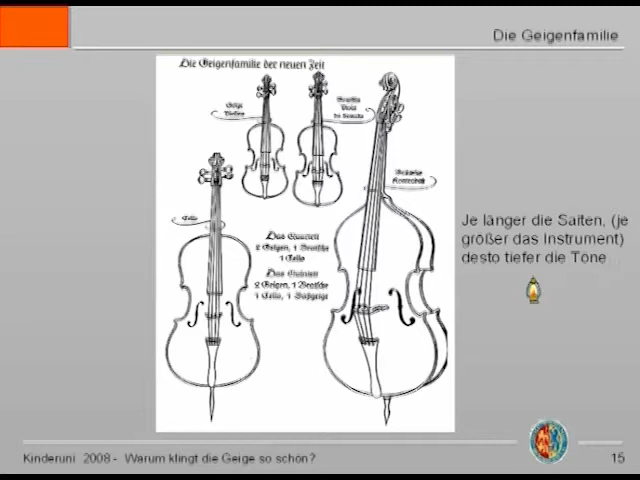 Die Geigenfamilie
Die Geigenfamilie der neuen Zeit
Geige
Violine
Bratsche
Viola
Cello
Das Quartett
2 Geigen, 1 Bratsche
1 Cello
Das Quintett
2 Geigen, 1 Bratsche
1 Cello, 1 Baßgeige
Je länger die Saiten, (je
größer das Instrument)
desto tiefer die Töne
Kinderuni 2008 - Warum klingt die Geige so schön?
15